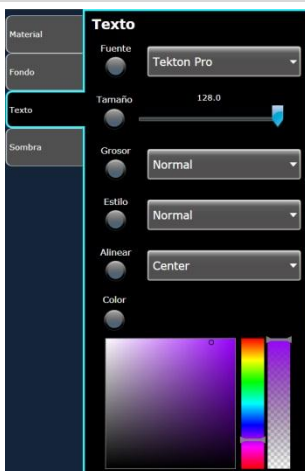 Texto
Material
Fuente
Tekton Pro
Fondo
Tamaño
128.0
Texto
Grosor
Sombra
Normal
Estilo
Normal
Alinear
Center
Color